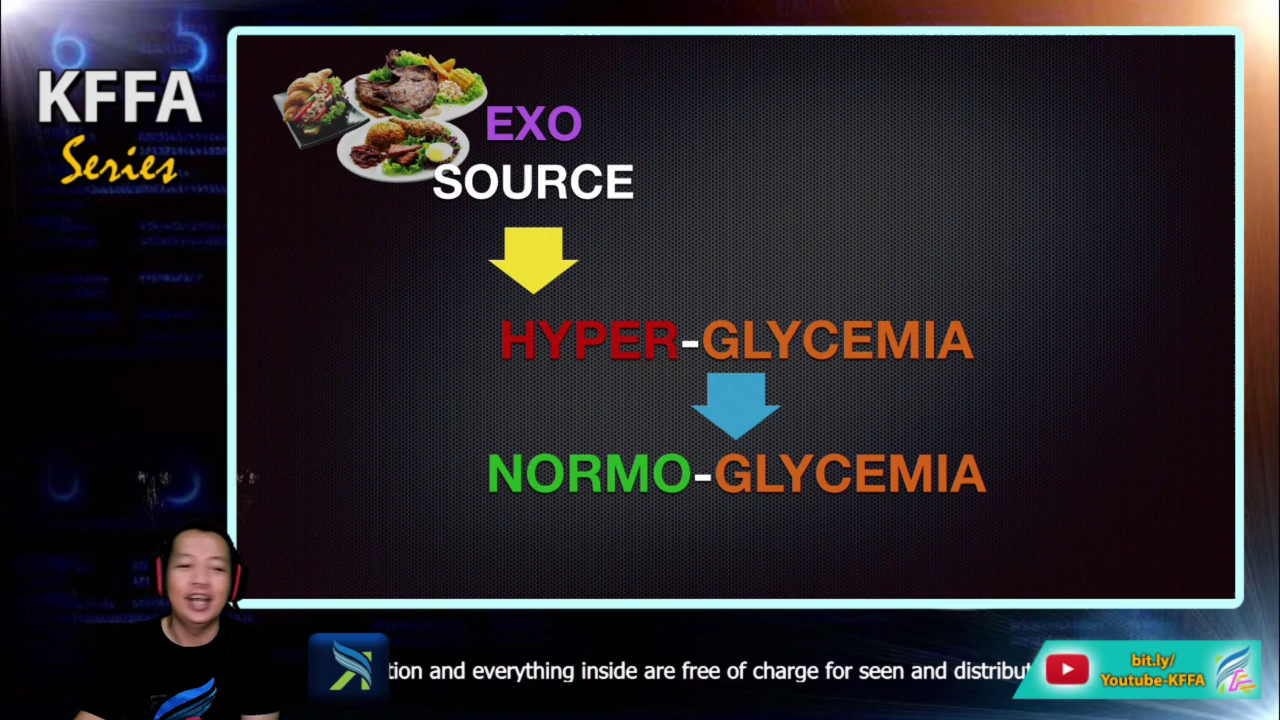 KFFA
Series
EXO
SOURCE
HYPER-GLYCEMIA
NORMO-GLYCEMIA
tion and everything inside are free of charge for seen and distribut
bit.ly/
Youtube-KFFA